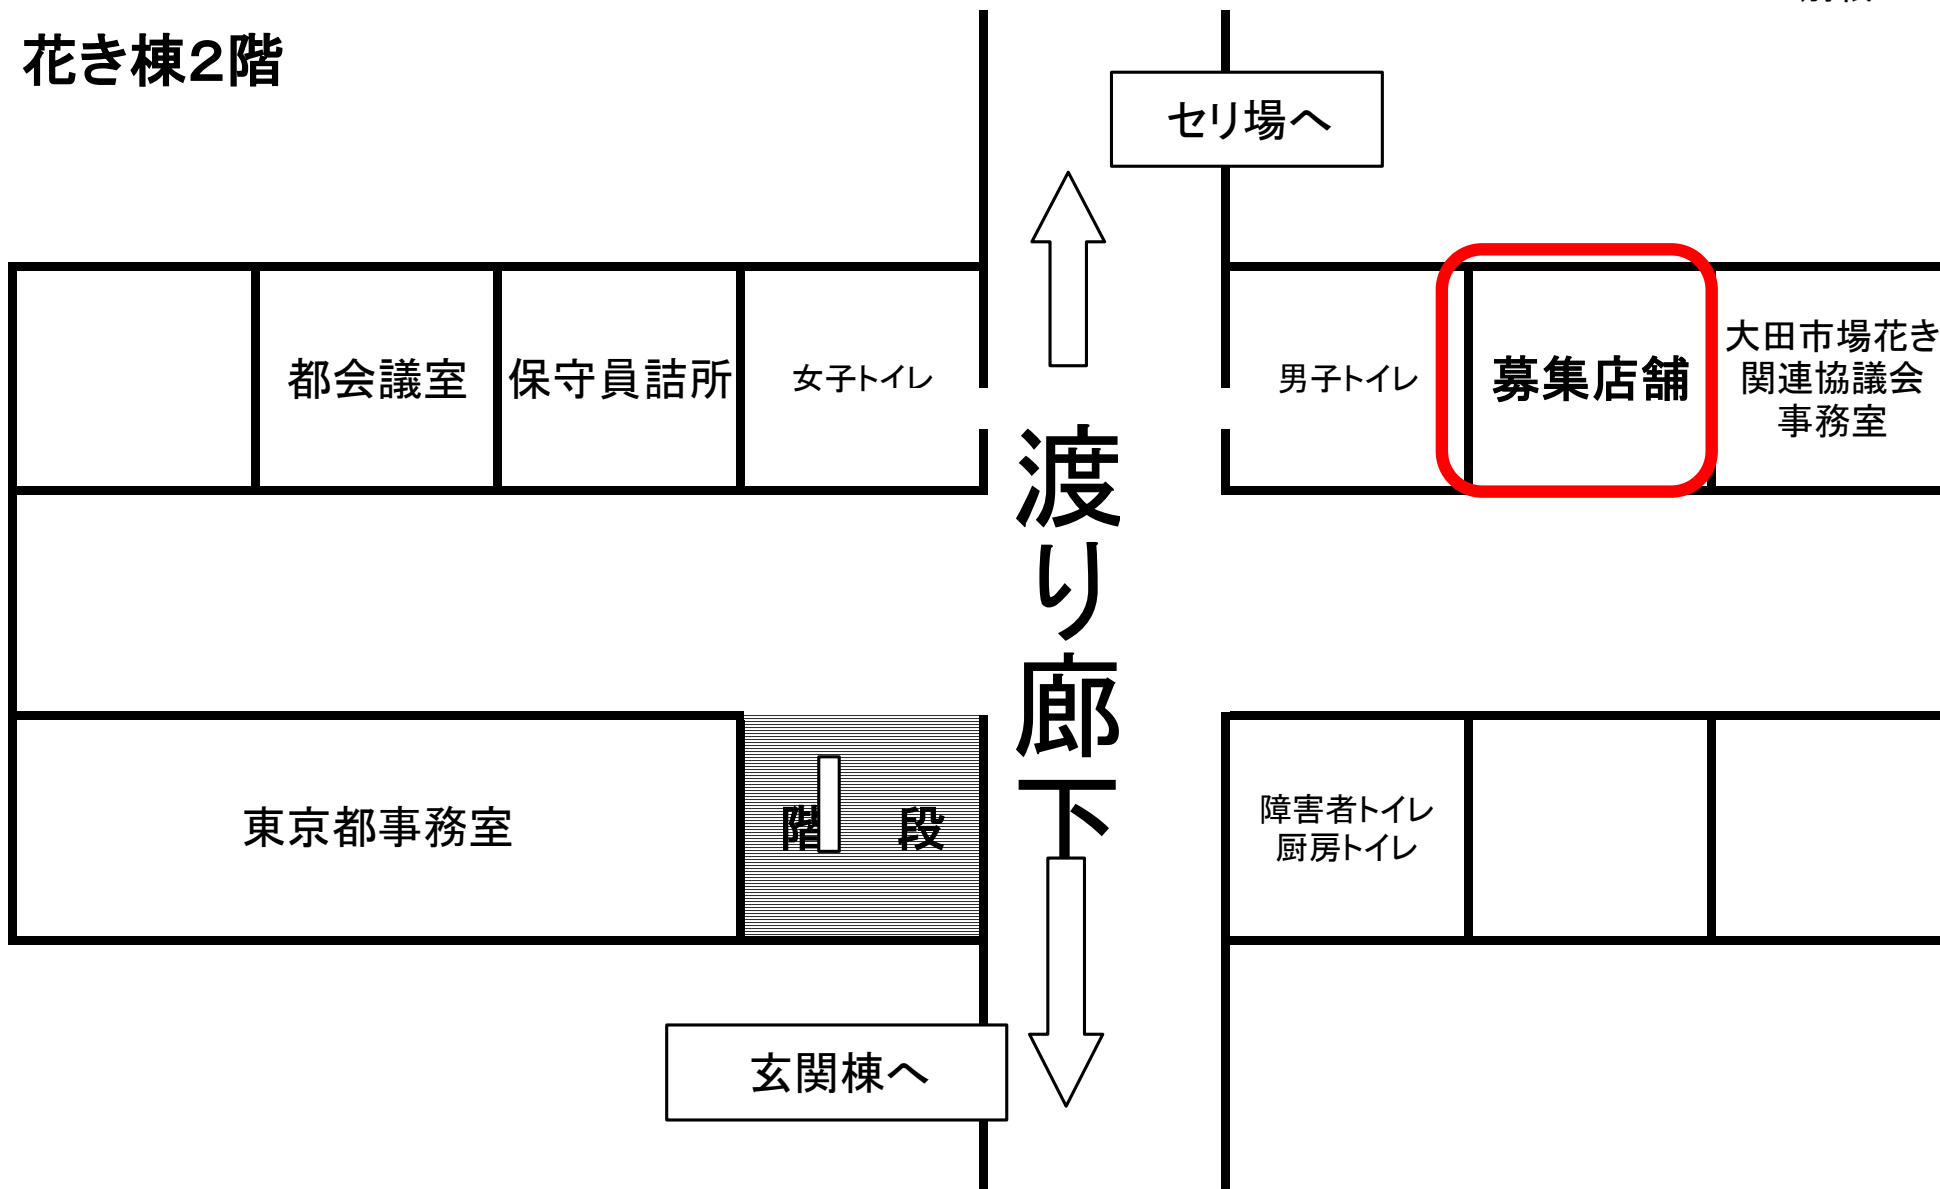 花き棟2階
セリ場へ
都会議室
保守員詰所
女子トイレ
男子トイレ
募集店舗
大田市場花き
関連協議会
事務室
渡り廊下
東京都事務室
階 段
障害者トイレ
厨房トイレ
玄関棟へ